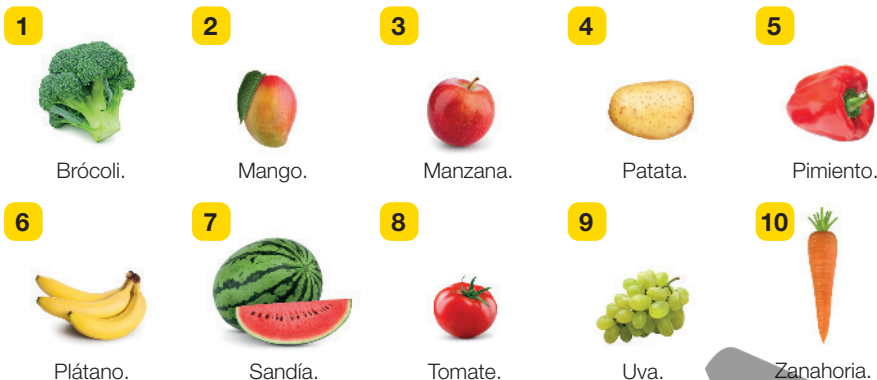 1 2 3 4 5
Brócoli. Mango. Manzana. Patata. Pimiento.
6 7 8 9 10
Plátano. Sandía. Tomate. Uva. Zanahoria.